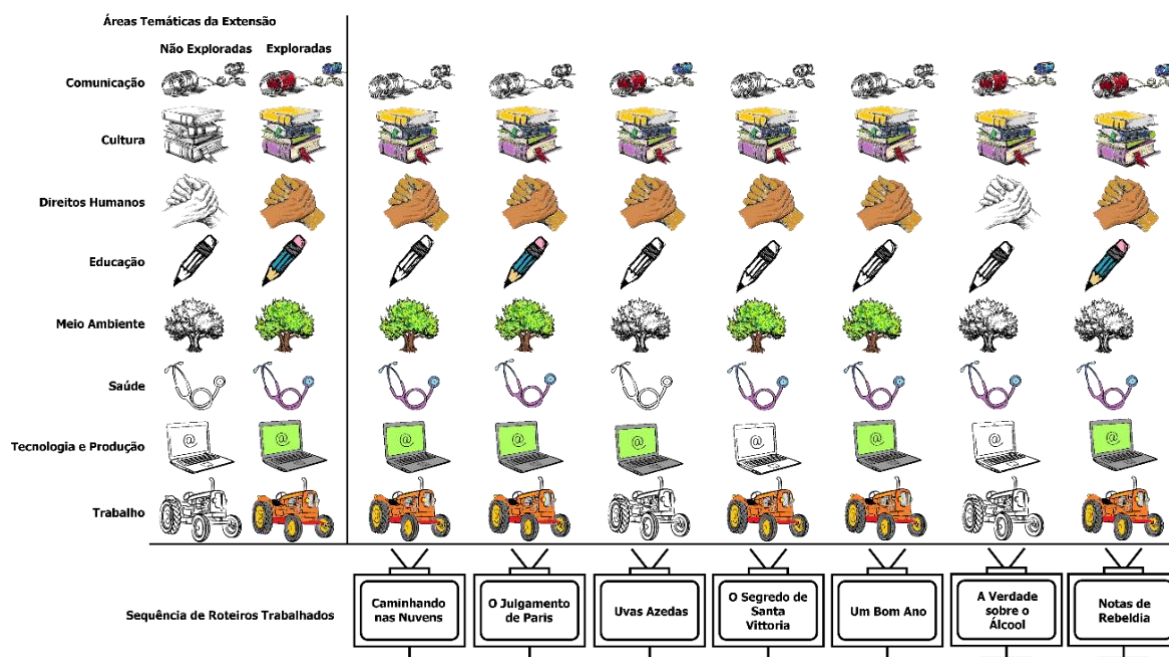 Áreas Temáticas da Extensão
Não Exploradas
Exploradas
Comunicação
Cultura
Direitos Humanos
Educação
Meio Ambiente
Saúde
Tecnologia e Produção
@ @ @ @ @ @ @ @ @
Trabalho
Sequência de Roteiros Trabalhados
Caminhando
nas Nuvens
O Julgamento
de Paris
Uvas Azedas
O Segredo de
Santa
Vittoria
Um Bom Ano
A Verdade
sobre o
Álcool
Notas de
Rebeldia